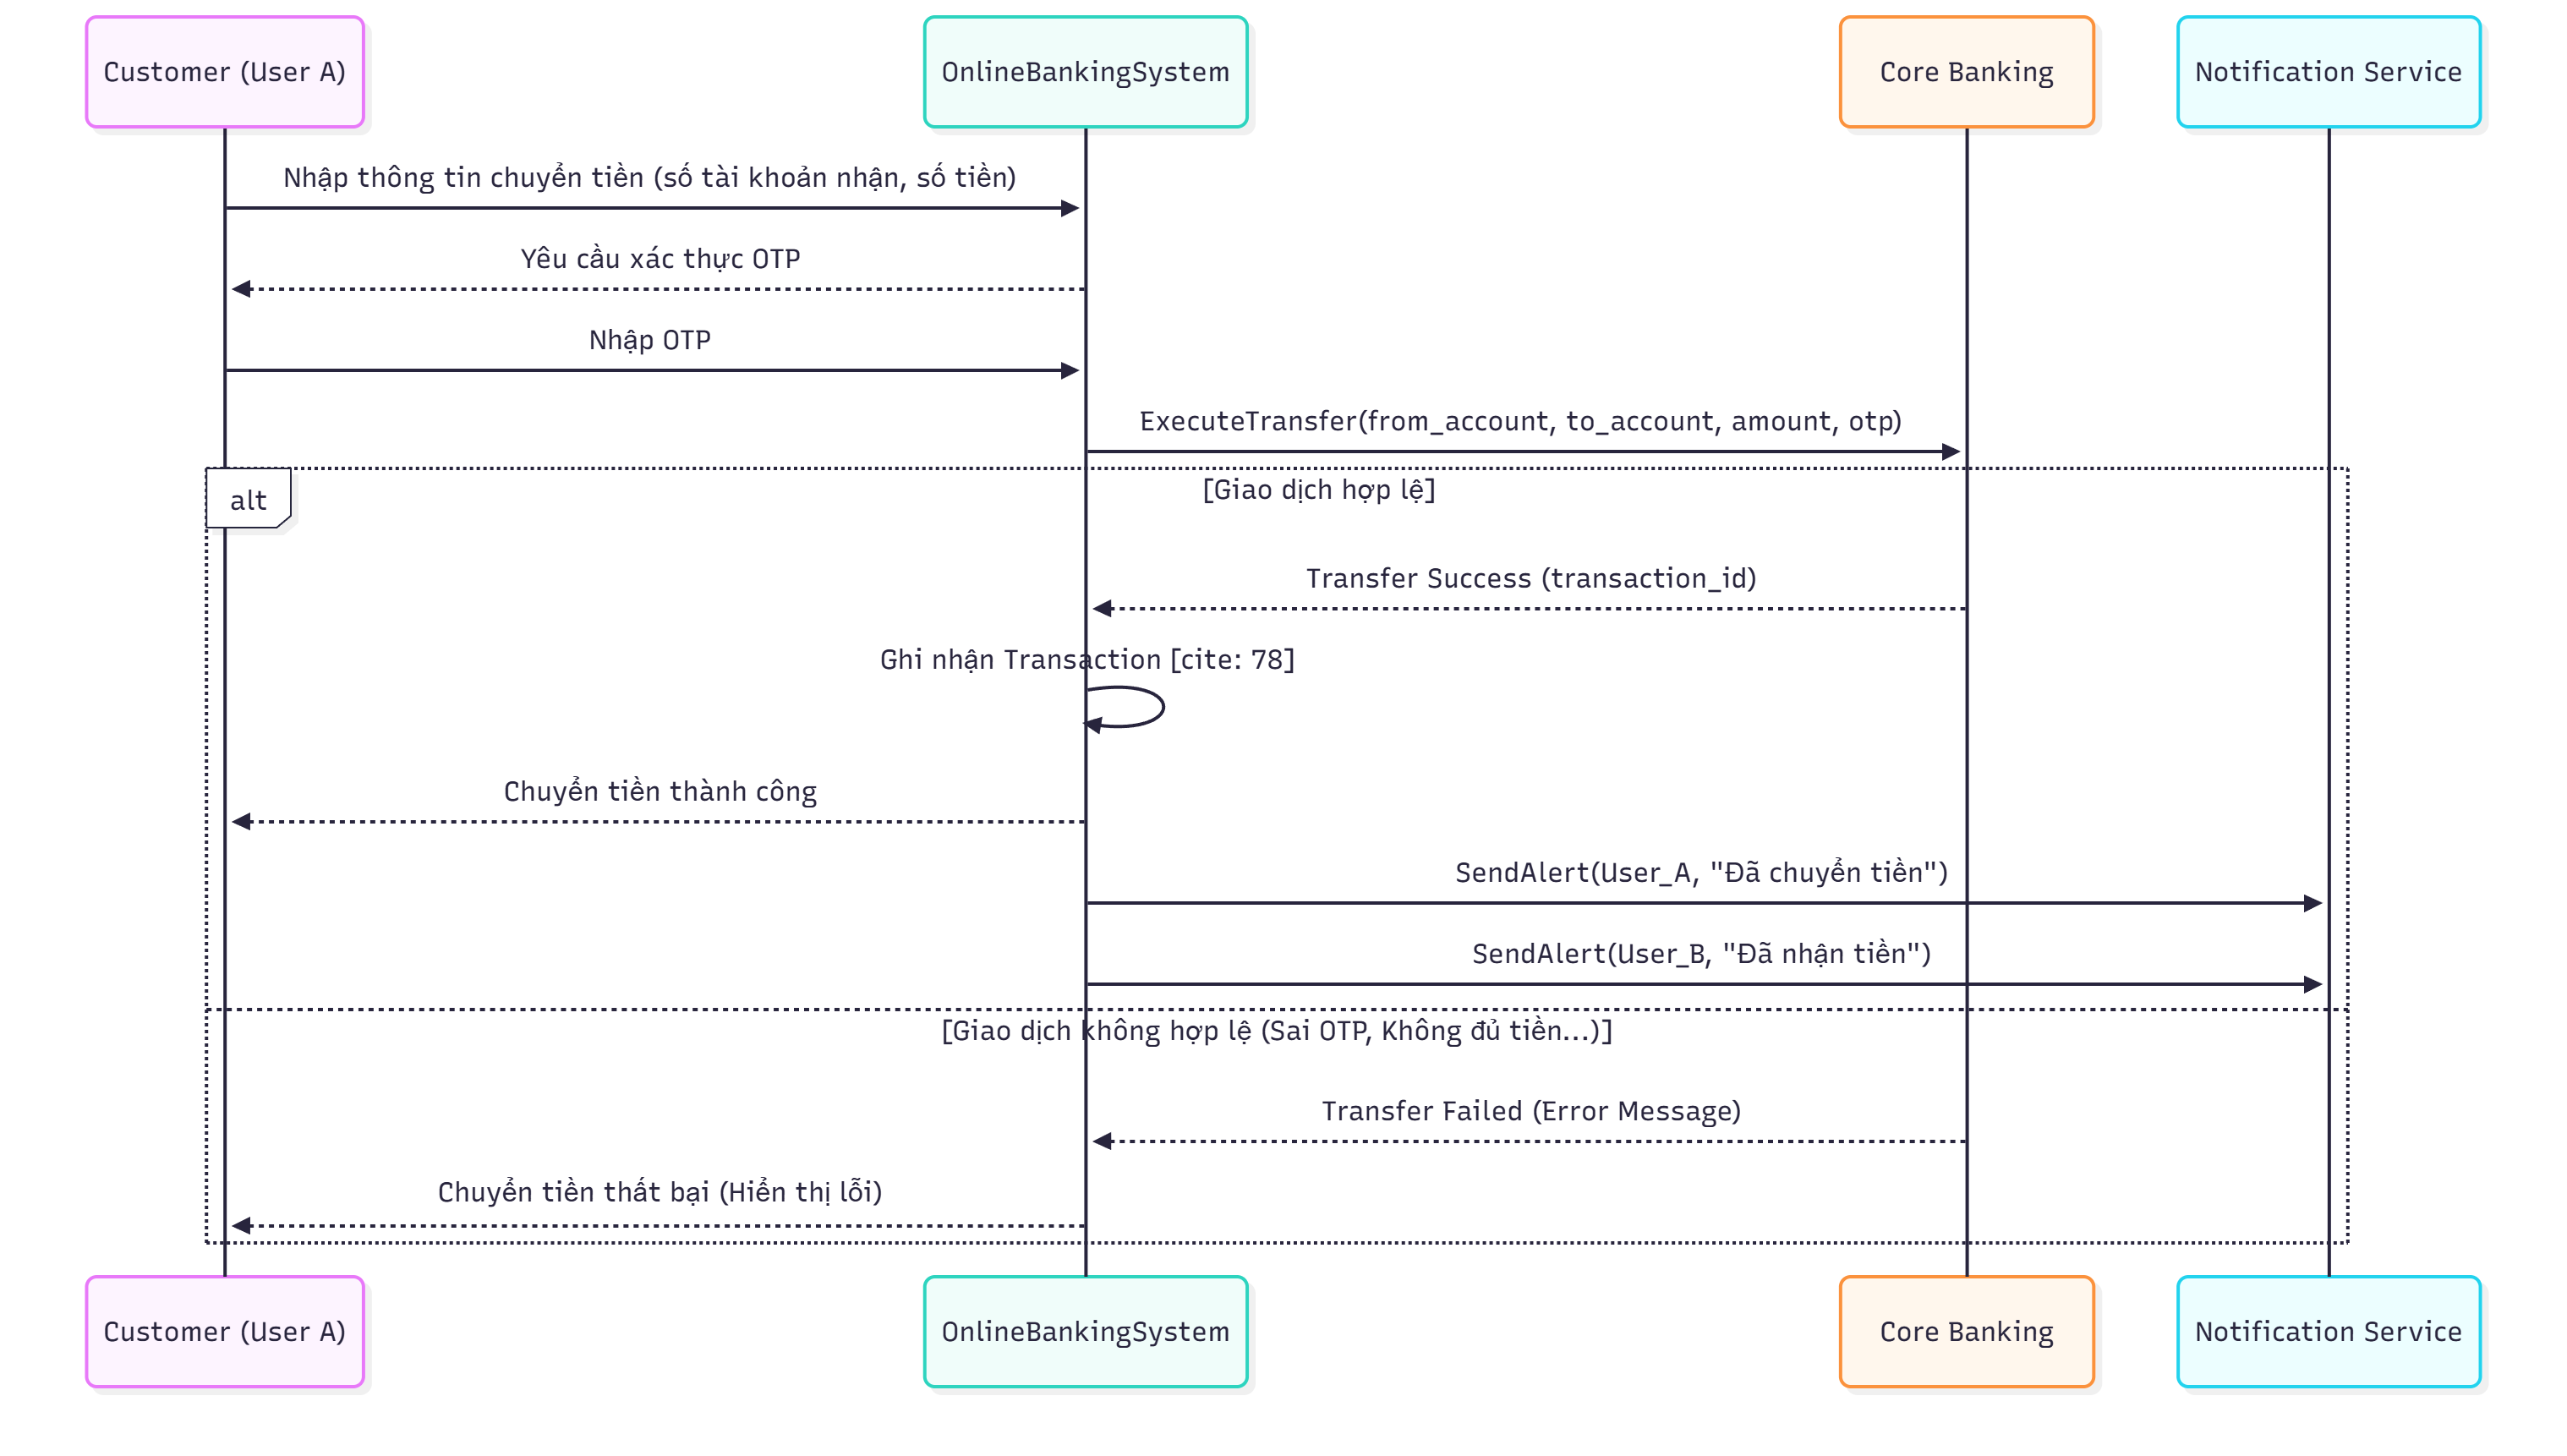 Customer (User A)
OnlineBankingSystem
Core Banking
Notification Service
Nhập thông tin chuyển tiền (số tài khoản nhận, số tiền)
Yêu cầu xác thực OTP
Nhập OTP
ExecuteTransfer(from_account, to_account, amount, otp)
alt
[Giao dịch hợp lệ]
Transfer Success (transaction_id)
Ghi nhận Transaction [cite: 78]
Chuyển tiền thành công
SendAlert(User_A, "Đã chuyển tiền")
SendAlert(User_B, "Đã nhận tiền")
[Giao dịch không hợp lệ (Sai OTP, Không đủ tiền...)]
Transfer Failed (Error Message)
Chuyển tiền thất bại (Hiển thị lỗi)
Customer (User A)
OnlineBankingSystem
Core Banking
Notification Service